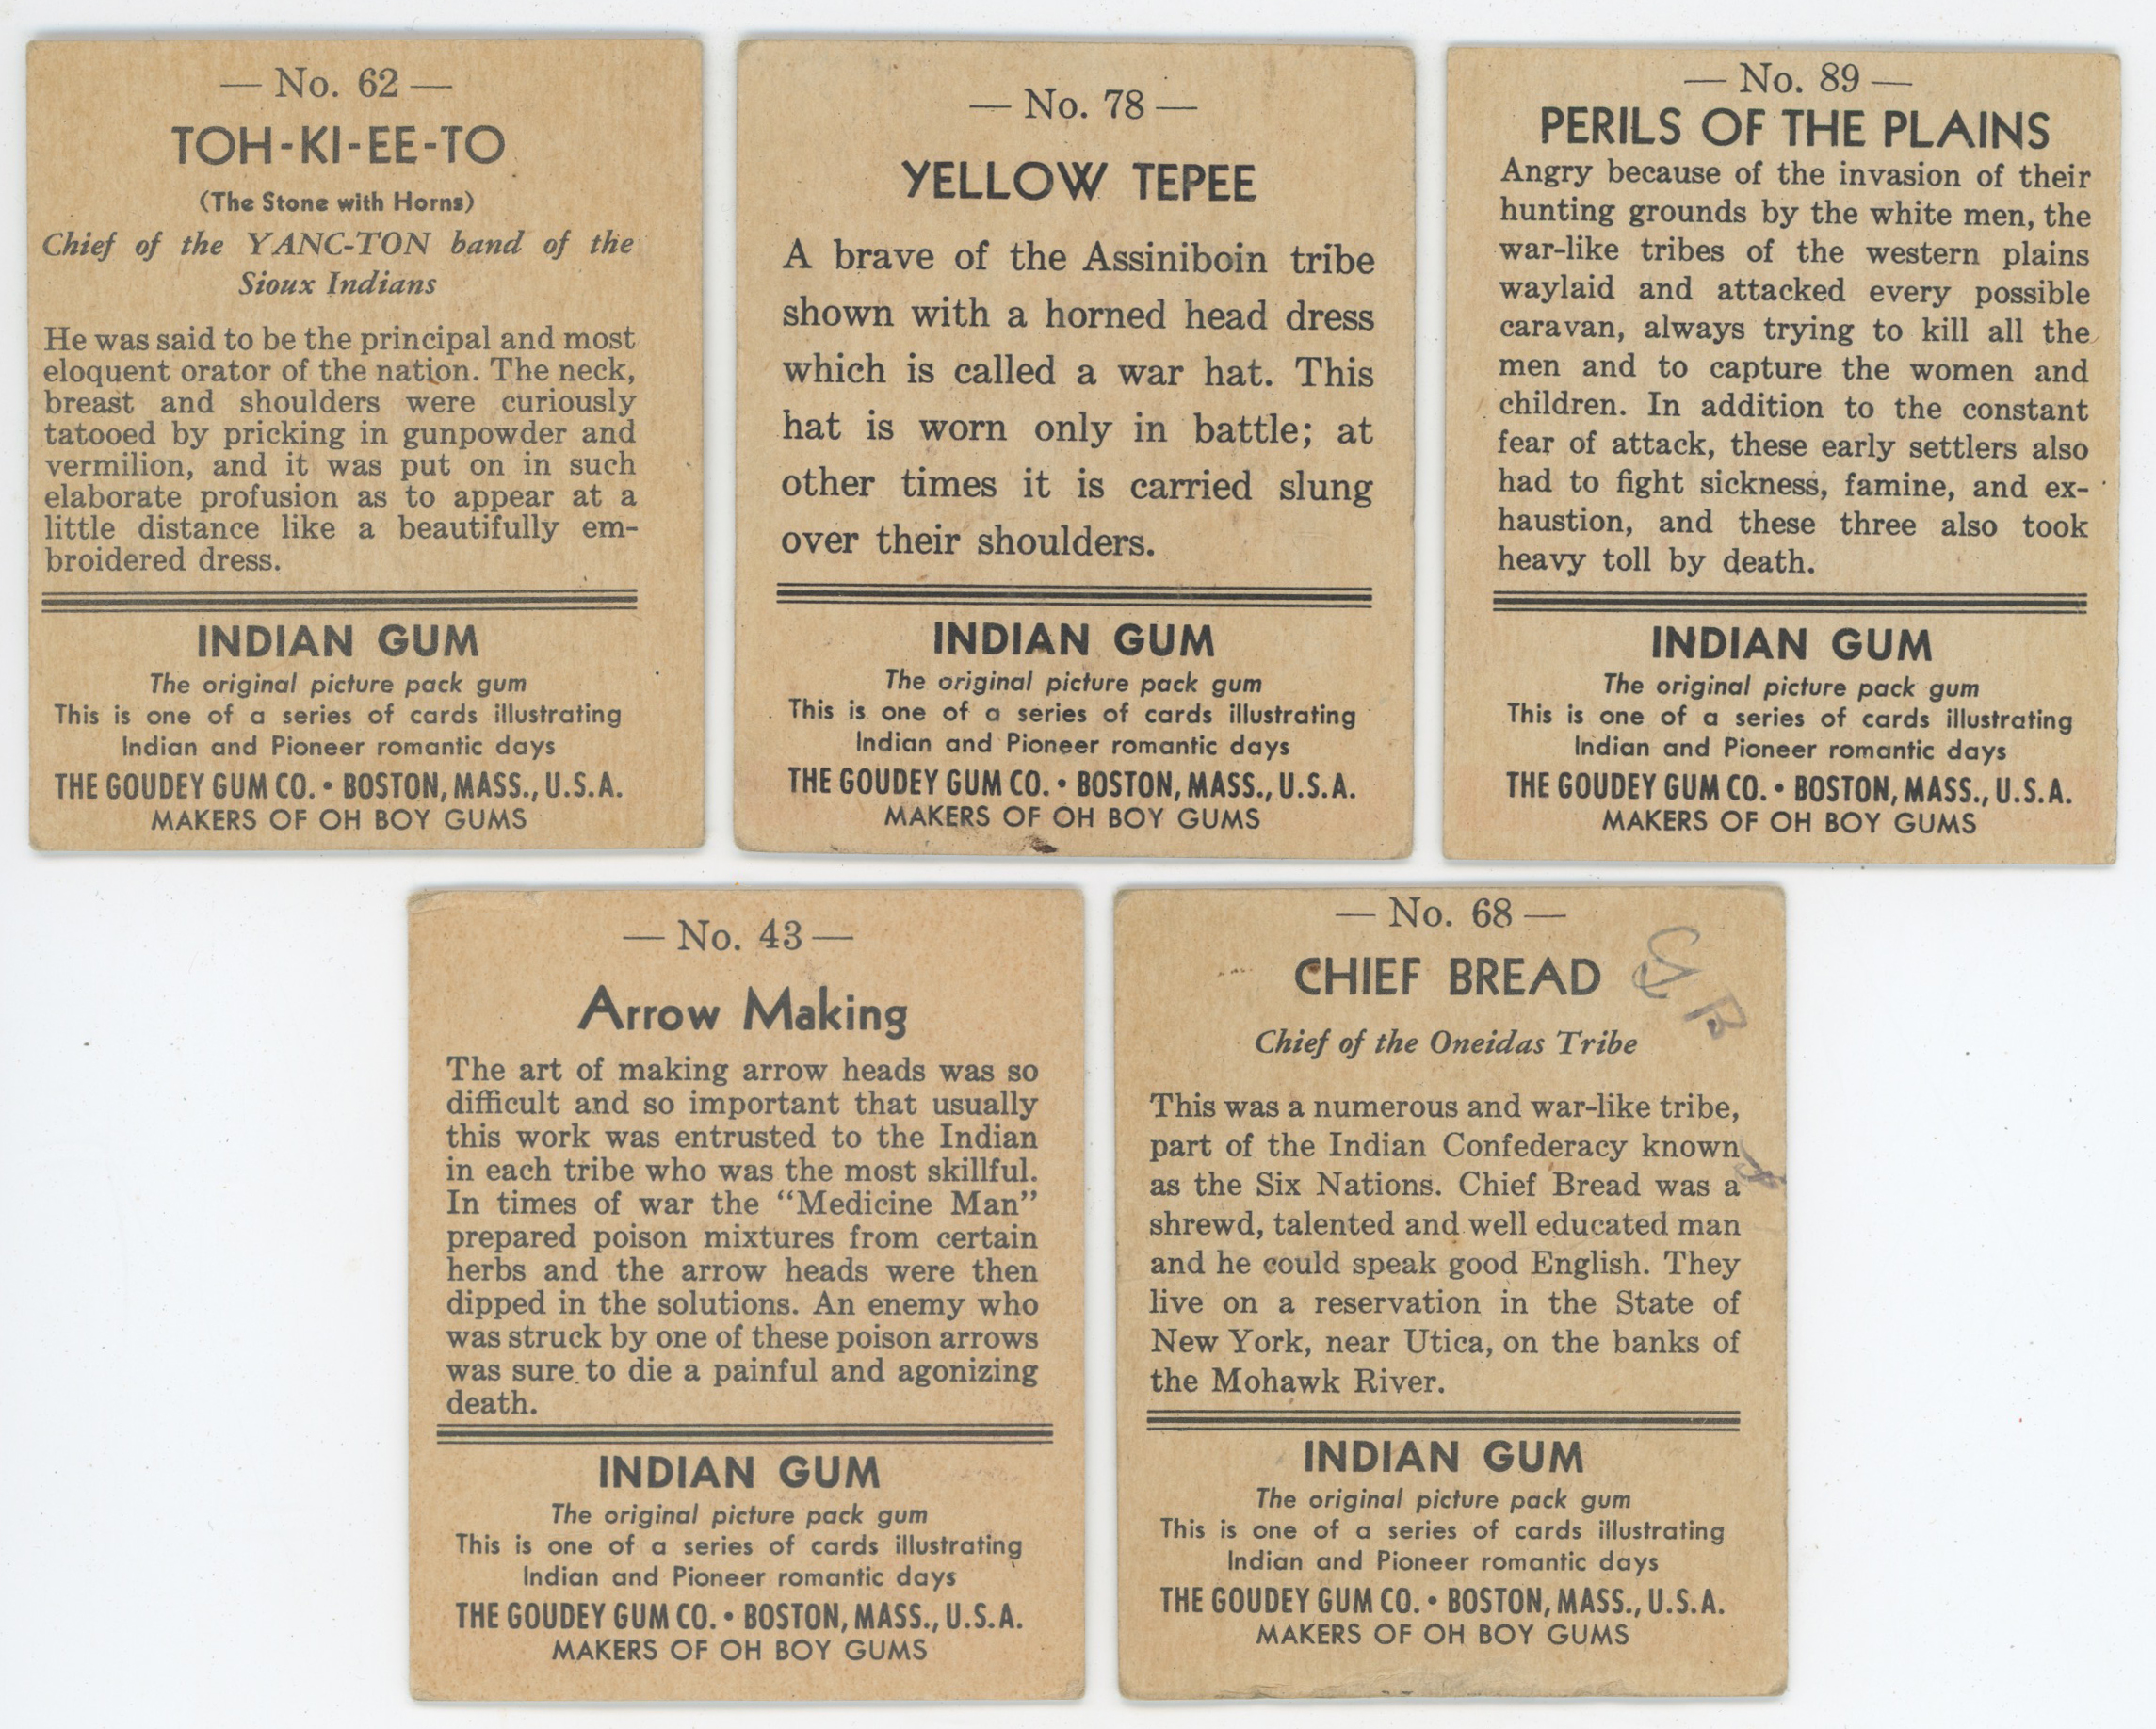 — No. 62 —
TOH-KI-EE-TO
(The Stone with Horns)
Chief of the YANC-TON band of the
Sioux Indians
He was said to be the principal and most
eloquent orator of the nation. The neck,
breast and shoulders were curiously
tatooed by pricking in gunpowder and
vermilion, and it was put on in such
elaborate profusion as to appear at a
little distance like a beautifully em-
broidered dress.
INDIAN GUM
The original picture pack gum
This is one of a series of cards illustrating
Indian and Pioneer romantic days
THE GOUDEY GUM CO. • BOSTON, MASS., U.S.A.
MAKERS OF OH BOY GUMS
— No. 78 —
YELLOW TEPEE
A brave of the Assiniboin tribe
shown with a horned head dress
which is called a war hat. This
hat is worn only in battle; at
other times it is carried slung
over their shoulders.
INDIAN GUM
The original picture pack gum
This is one of a series of cards illustrating
Indian and Pioneer romantic days
THE GOUDEY GUM CO. • BOSTON, MASS., U.S.A.
MAKERS OF OH BOY GUMS
— No. 89 —
PERILS OF THE PLAINS
Angry because of the invasion of their
hunting grounds by the white men, the
war-like tribes of the western plains
waylaid and attacked every possible
caravan, always trying to kill all the
men and to capture the women and
children. In addition to the constant
fear of attack, these early settlers also
had to fight sickness, famine, and ex-
haustion, and these three also took
heavy toll by death.
INDIAN GUM
The original picture pack gum
This is one of a series of cards illustrating
Indian and Pioneer romantic days
THE GOUDEY GUM CO. • BOSTON, MASS., U.S.A.
MAKERS OF OH BOY GUMS
— No. 43 —
Arrow Making
The art of making arrow heads was so
difficult and so important that usually
this work was entrusted to the Indian
in each tribe who was the most skillful.
In times of war the “Medicine Man”
prepared poison mixtures from certain
herbs and the arrow heads were then
dipped in the solutions. An enemy who
was struck by one of these poison arrows
was sure to die a painful and agonizing
death.
INDIAN GUM
The original picture pack gum
This is one of a series of cards illustrating
Indian and Pioneer romantic days
THE GOUDEY GUM CO. • BOSTON, MASS., U.S.A.
MAKERS OF OH BOY GUMS
— No. 68 —
CHIEF BREAD
Chief of the Oneidas Tribe
This was a numerous and war-like tribe,
part of the Indian Confederacy known
as the Six Nations. Chief Bread was a
shrewd, talented and well educated man
and he could speak good English. They
live on a reservation in the State of
New York, near Utica, on the banks of
the Mohawk River.
INDIAN GUM
The original picture pack gum
This is one of a series of cards illustrating
Indian and Pioneer romantic days
THE GOUDEY GUM CO. • BOSTON, MASS., U.S.A.
MAKERS OF OH BOY GUMS